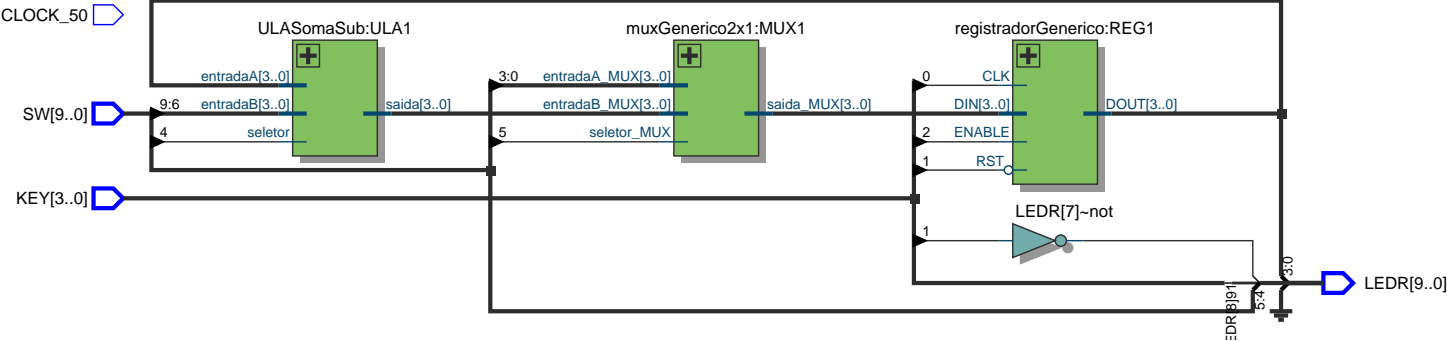 CLOCK_50
ULASomaSub:ULA1
muxGenerico2x1:MUX1
registradorGenerico:REG1
entradaA[3..0]
3:0
entradaA_MUX[3..0]
0
CLK
SW[9..0]
9:6
entradaB[3..0]
saida[3..0]
entradaB_MUX[3..0]
saida_MUX[3..0]
DIN[3..0]
DOUT[3..0]
4
seletor
5
seletor_MUX
2
ENABLE
1
RST
KEY[3..0]
LEDR[7]~not
1
3:0
LEDR[9..0]
5:4